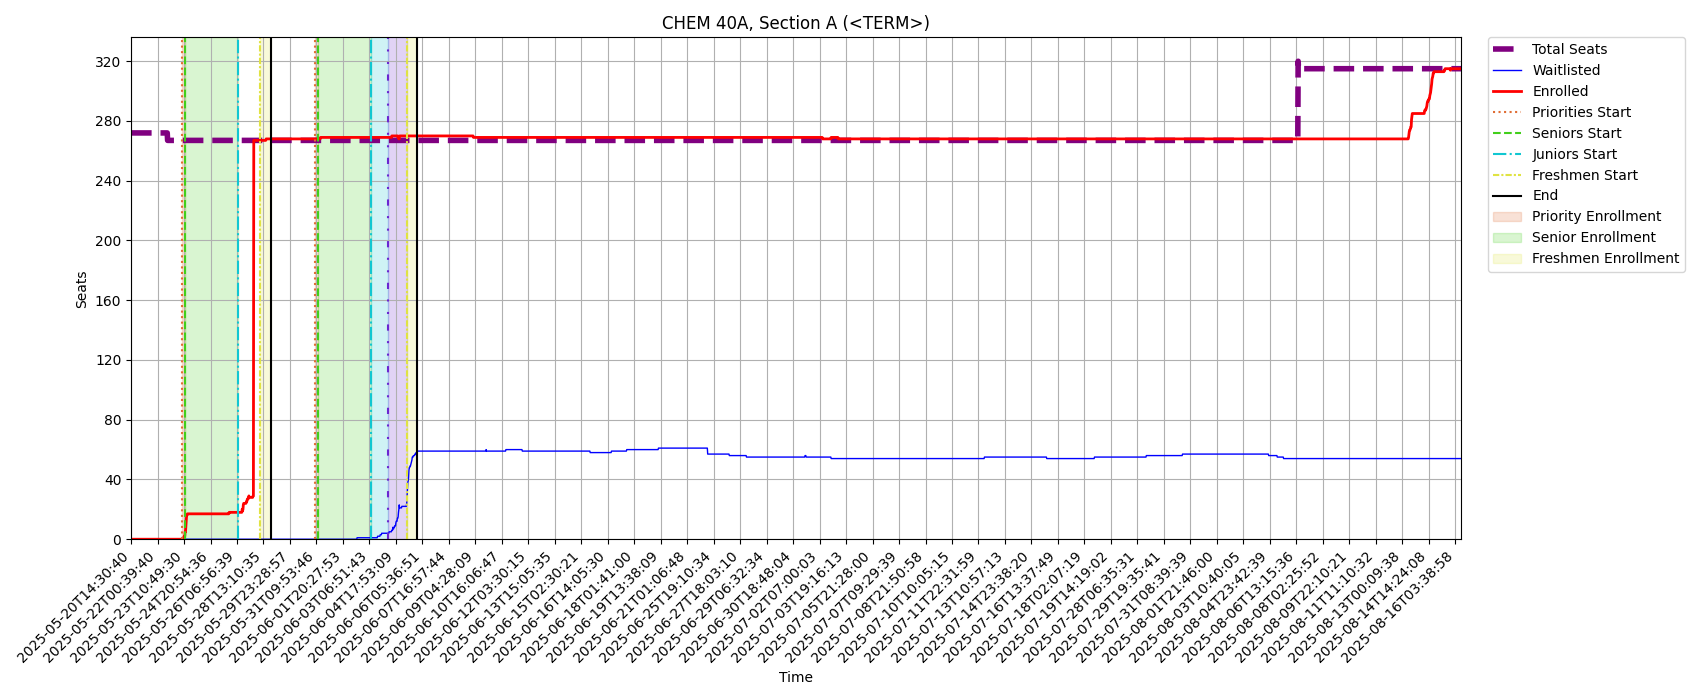 CHEM 40A, Section A (<TERM>)
Seats
320
280
240
200
160
120
80
40
0
2025-05-20T14:30:40
2025-05-22T00:39:40
2025-05-23T10:49:30
2025-05-24T20:54:36
2025-05-26T06:56:39
2025-05-28T13:10:35
2025-05-29T23:28:57
2025-05-31T09:53:46
2025-06-01T20:27:53
2025-06-03T06:51:43
2025-06-04T17:53:09
2025-06-06T05:36:51
2025-06-07T16:57:44
2025-06-09T04:28:09
2025-06-10T16:06:47
2025-06-12T03:30:15
2025-06-13T15:05:35
2025-06-15T02:30:21
2025-06-16T14:05:30
2025-06-18T01:41:00
2025-06-19T13:38:09
2025-06-21T01:06:48
2025-06-25T19:10:34
2025-06-27T18:03:10
2025-06-29T06:32:34
2025-06-30T18:48:04
2025-07-02T07:00:03
2025-07-03T19:16:13
2025-07-05T21:28:00
2025-07-07T09:29:39
2025-07-08T21:50:58
2025-07-10T10:05:15
2025-07-11T22:31:59
2025-07-13T10:57:13
2025-07-14T23:38:20
2025-07-16T13:37:49
2025-07-18T02:07:19
2025-07-19T14:19:02
2025-07-28T06:35:31
2025-07-29T19:35:41
2025-07-31T08:39:39
2025-08-01T21:46:00
2025-08-03T10:40:05
2025-08-04T23:42:39
2025-08-06T13:15:36
2025-08-08T02:25:52
2025-08-09T22:10:21
2025-08-11T11:10:32
2025-08-13T00:09:38
2025-08-14T14:24:08
2025-08-16T03:38:58
Time
Total Seats
Waitlisted
Enrolled
Priorities Start
Seniors Start
Juniors Start
Freshmen Start
End
Priority Enrollment
Senior Enrollment
Freshmen Enrollment